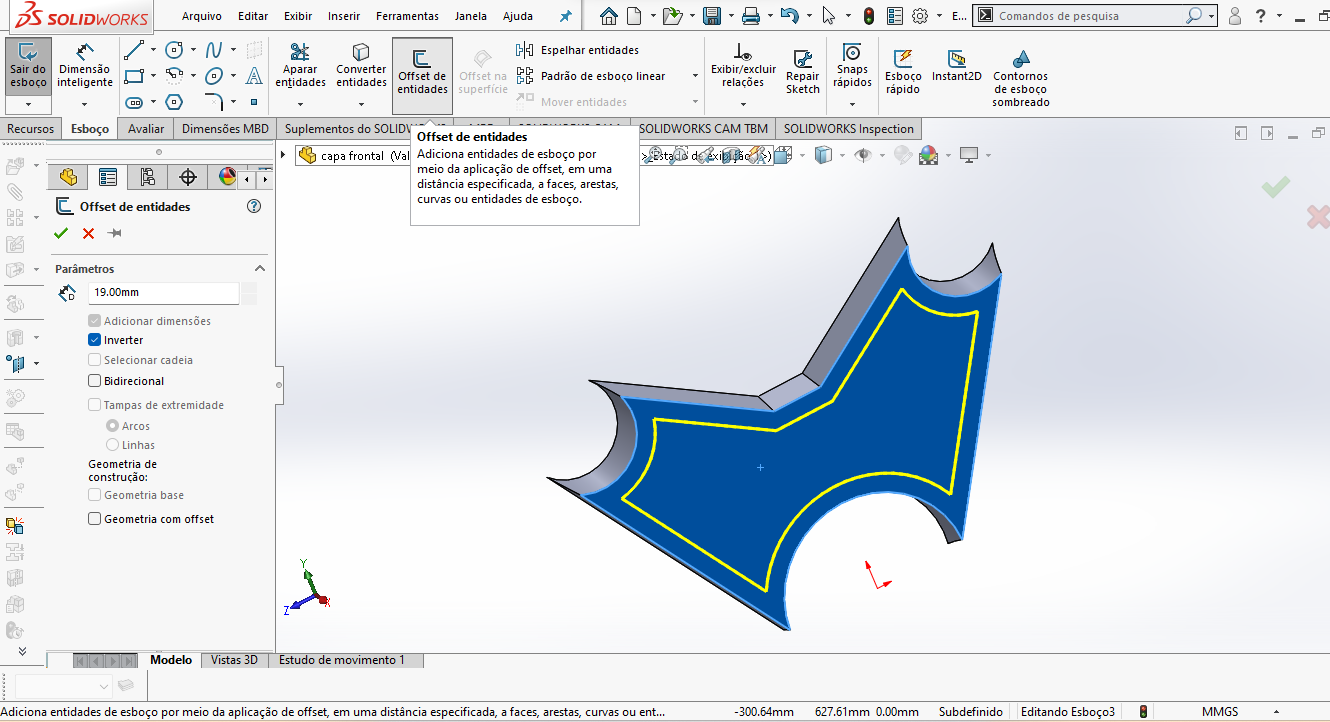 SOLIDWORKS
Arquivo Editar Exibir Inserir Ferramentas Janela Ajuda
E...
Comandos de pesquisa
?
Sair do esboço
Dimensão inteligente
Aparar entidades
Converter entidades
Offset de entidades
Offset na superfície
Espelhar entidades
Padrão de esboço linear
Mover entidades
Exibir/excluir relações
Repair Sketch
Snaps rápidos
Esboço rápido
Instant2D
Contornos de esboço sombreado
Recursos Esboço Avaliar Dimensões MBD Suplementos do SOLIDW SOLIDWORKS CAM TBM SOLIDWORKS Inspection
Offset de entidades
Adiciona entidades de esboço por
meio da aplicação de offset, em uma
distância especificada, a faces, arestas,
curvas ou entidades de esboço.
capa frontal (Val
Offset de entidades
?
Parâmetros
D
19.00mm
Adicionar dimensões
Inverter
Selecionar cadeia
Bidirecional
Tampas de extremidade
Arcos
Linhas
Geometria de
construção:
Geometria base
Geometria com offset
Y
Z
X
Modelo Vistas 3D Estudo de movimento 1
Adiciona entidades de esboço por meio da aplicação de offset, em uma distância especificada, a faces, arestas, curvas ou ent...
-300.64mm 627.61mm 0.00mm Subdefinido Editando Esboço3 MMGS